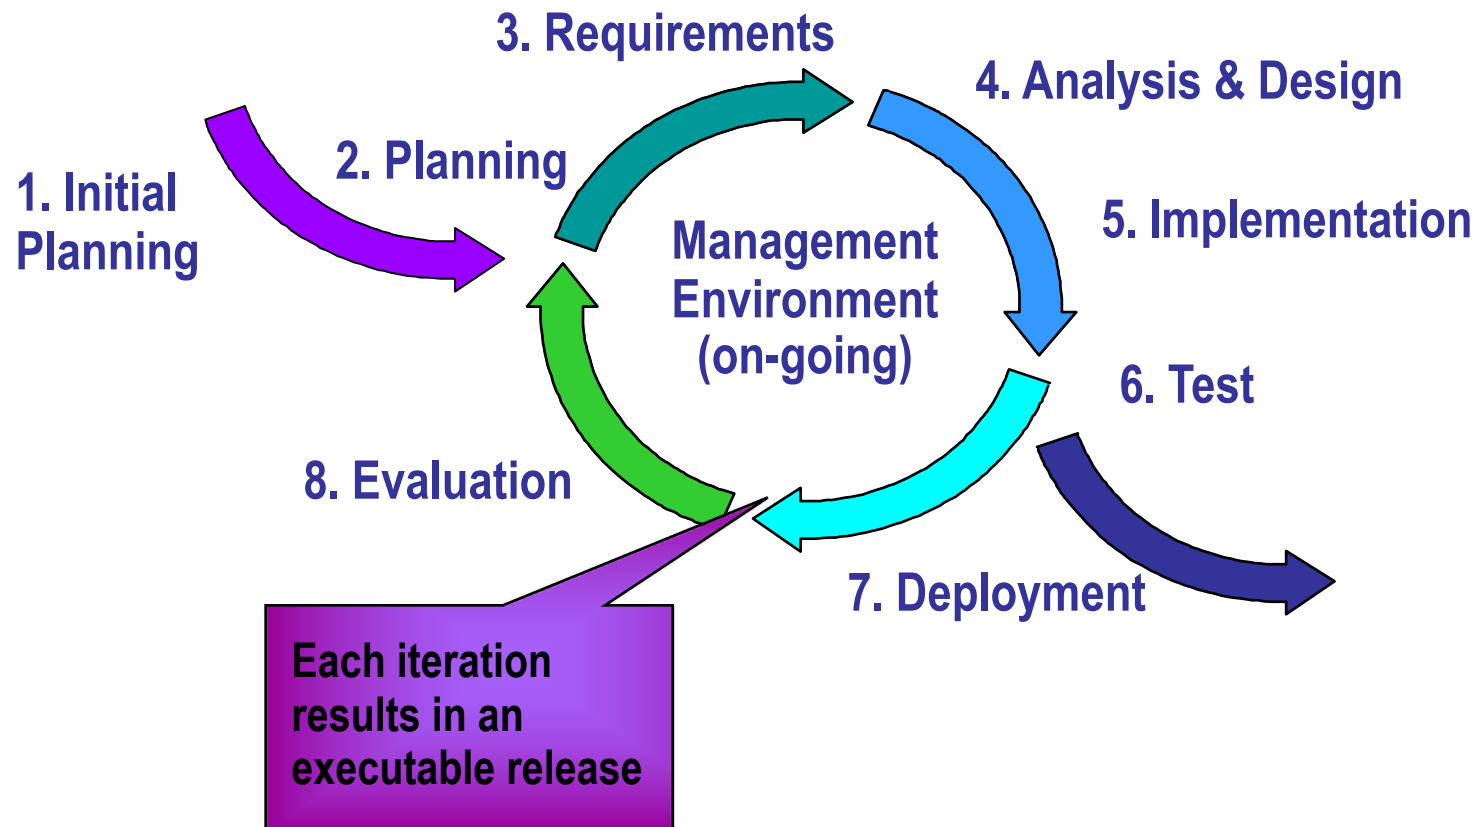 3. Requirements
4. Analysis & Design
2. Planning
1. Initial
Planning
5. Implementation
Management
Environment
(on-going)
6. Test
8. Evaluation
7. Deployment
Each iteration
results in an
executable release